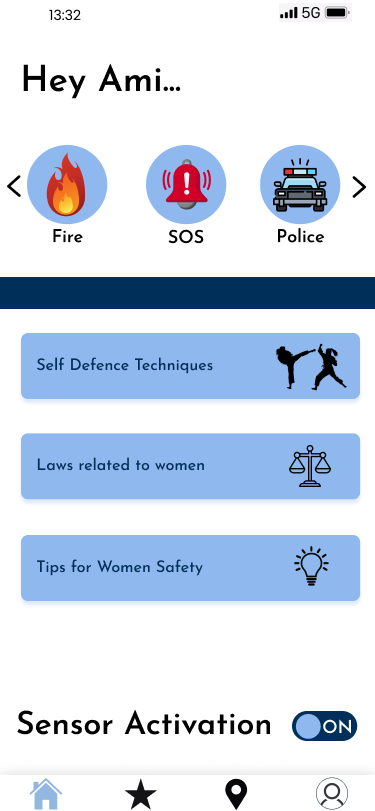 13:32
5G
Hey Ami...
Fire
SOS
Police
Self Defence Techniques
Laws related to women
Tips for Women Safety
Sensor Activation
ON